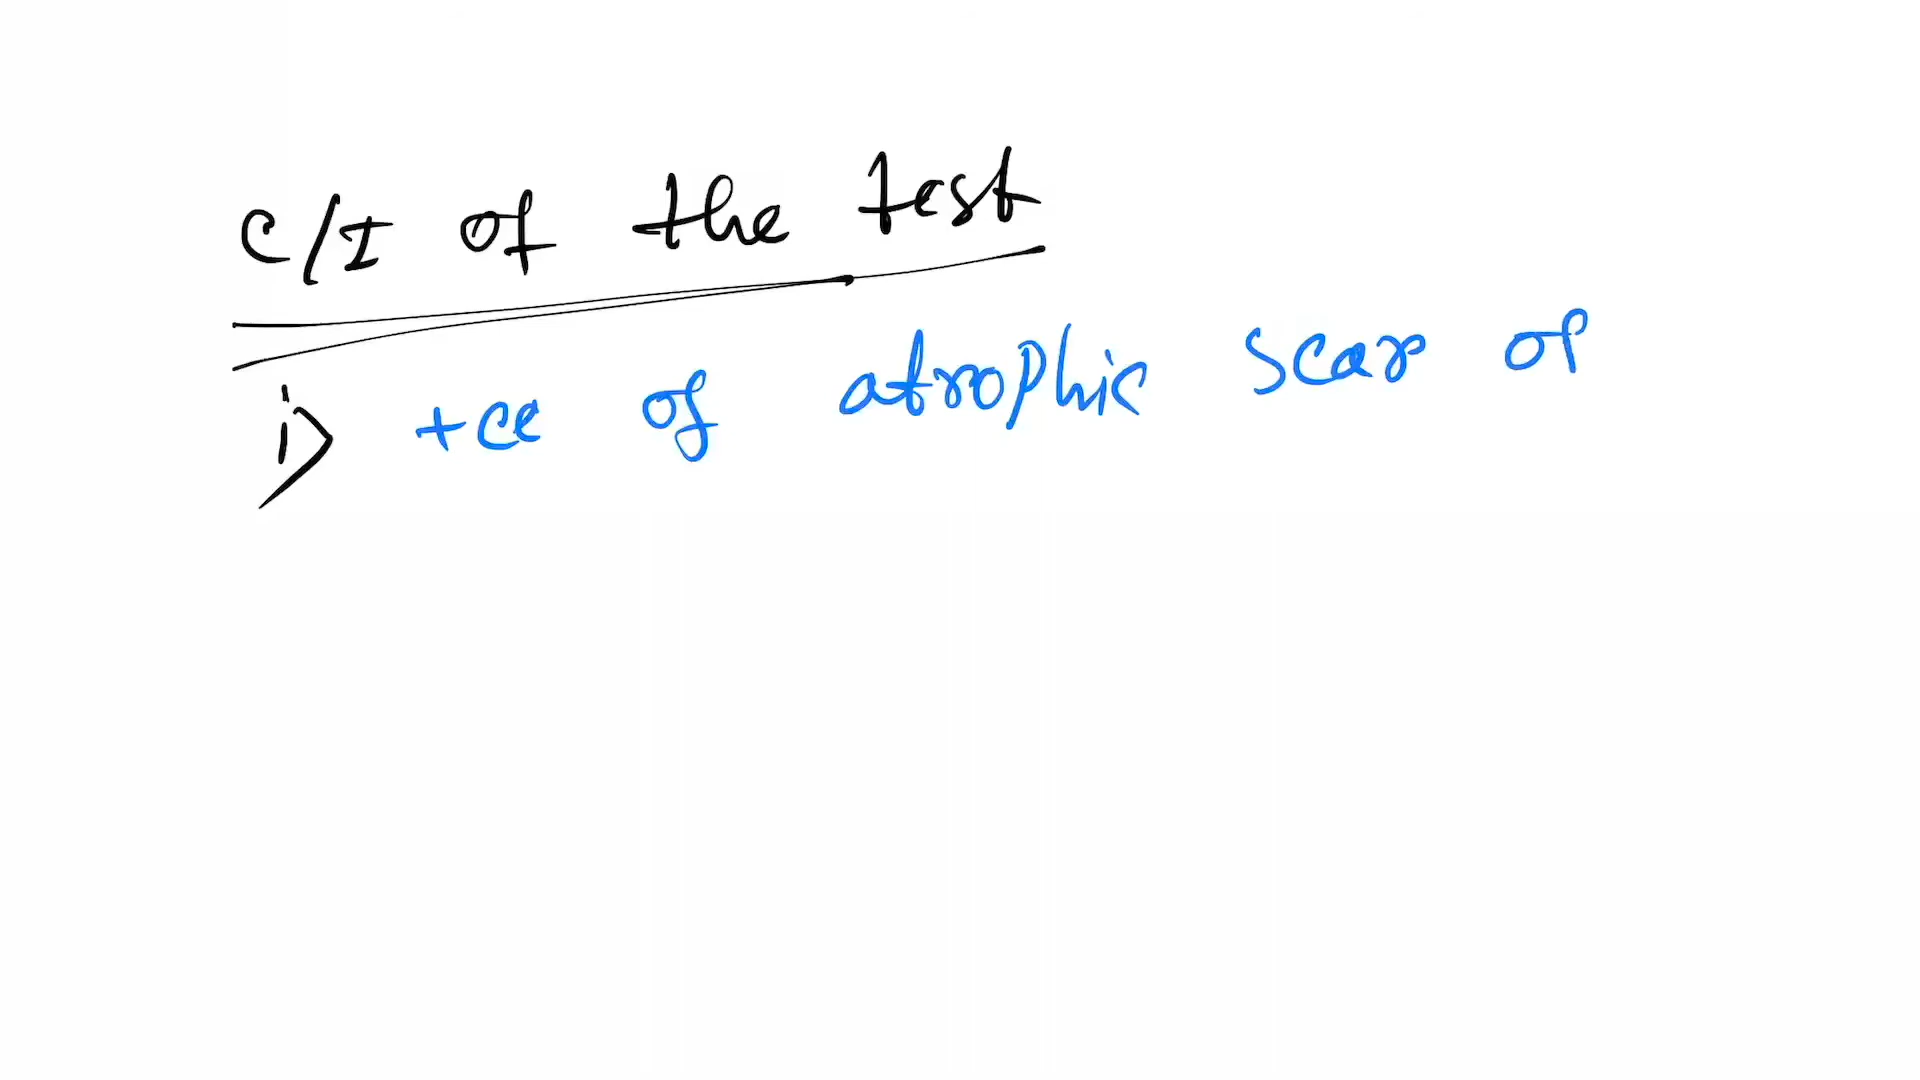 C/I of the test
i) +ce of atrophic scar of